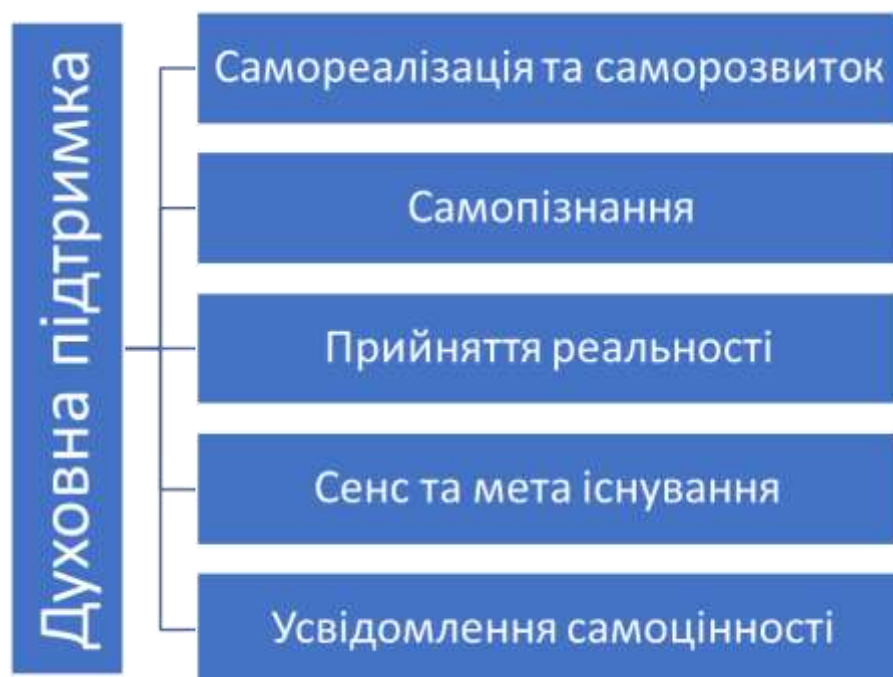 Духовна підтримка
Самореалізація та саморозвиток
Самопізнання
Прийняття реальності
Сенс та мета існування
Усвідомлення самоцінності